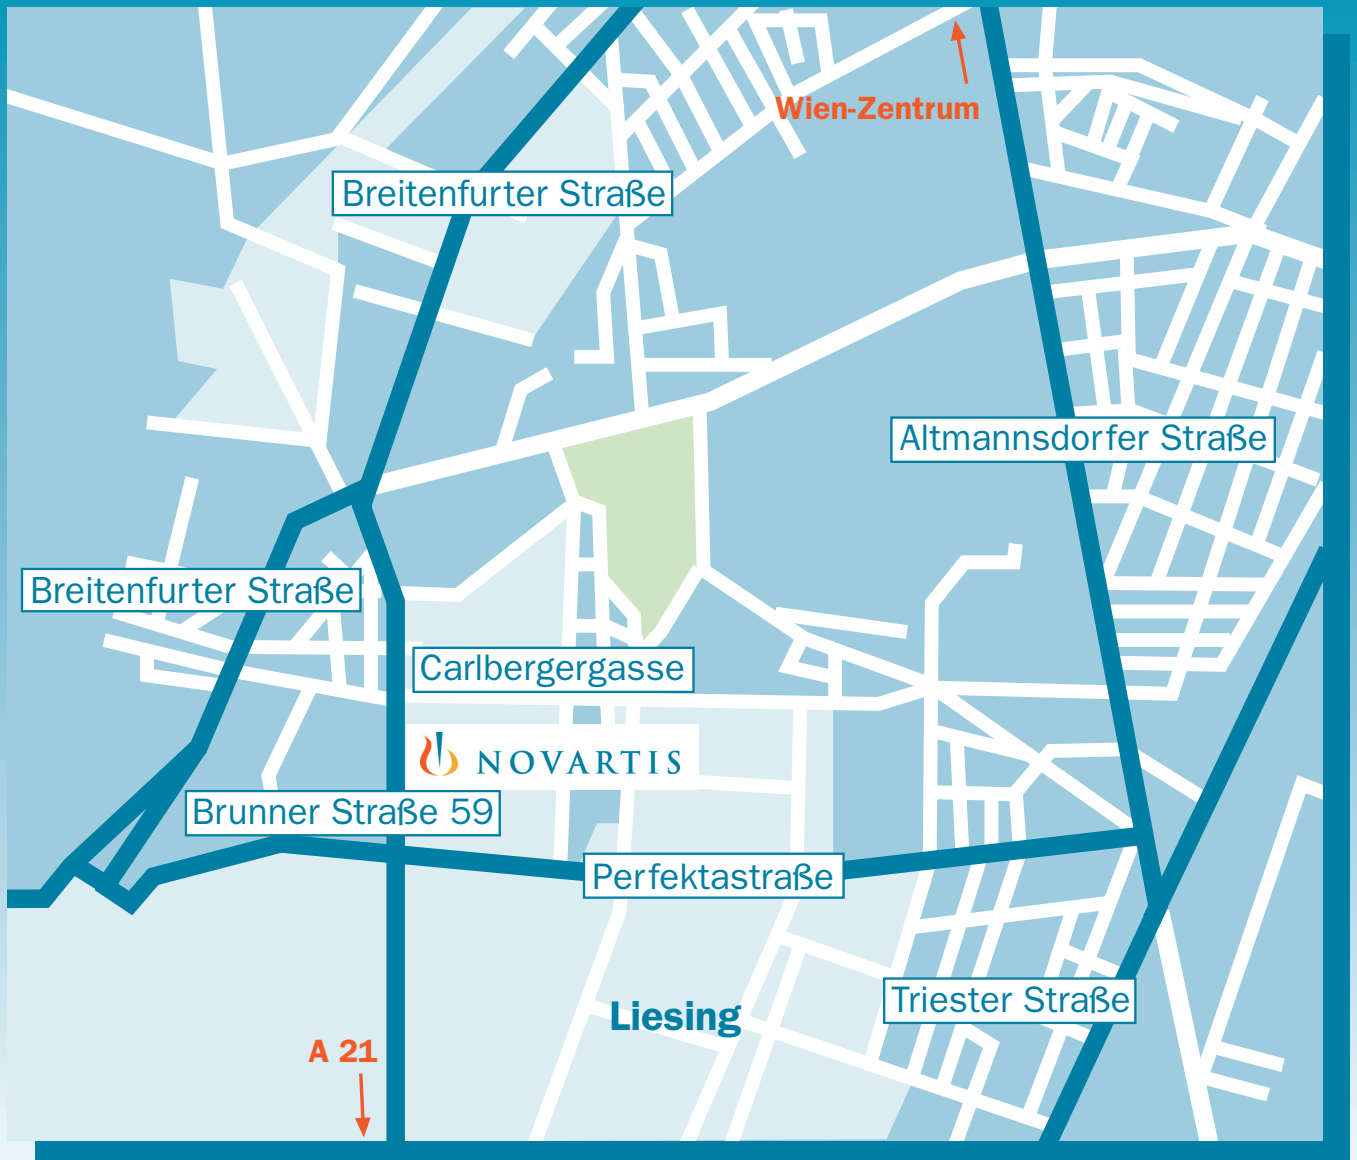 Wien-Zentrum
Breitenfurter Straße
Altmannsdorfer Straße
Breitenfurter Straße
Carlbergergasse
NOVARTIS
Brunner Straße 59
Perfektastraße
Triester Straße
Liesing
A 21